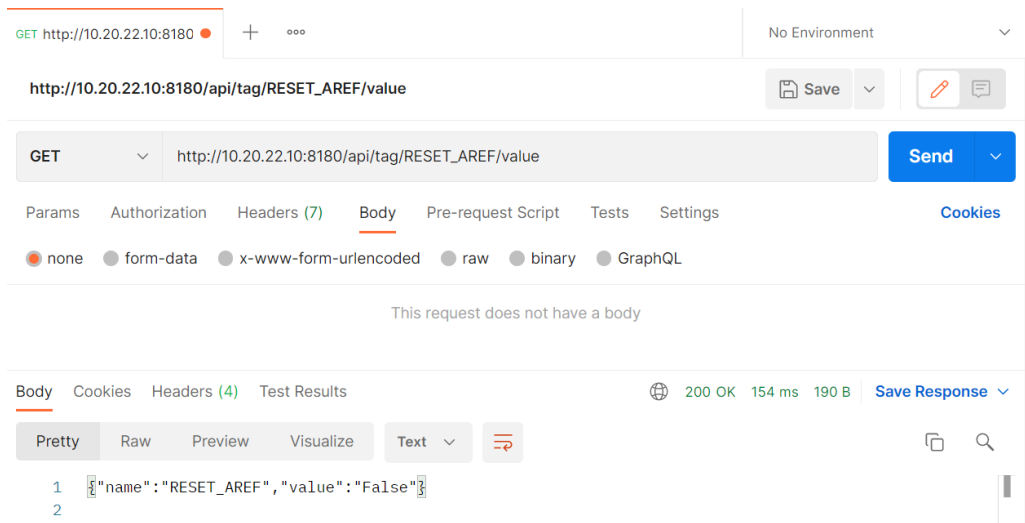 GET http://10.20.22.10:8180
No Environment
http://10.20.22.10:8180/api/tag/RESET_AREF/value
Save
GET http://10.20.22.10:8180/api/tag/RESET_AREF/value Send
Params Authorization Headers (7) Body Pre-request Script Tests Settings Cookies
none form-data x-www-form-urlencoded raw binary GraphQL
This request does not have a body
Body Cookies Headers (4) Test Results 200 OK 154 ms 190 B Save Response
Pretty Raw Preview Visualize Text
1 {"name":"RESET_AREF","value":"False"}
2